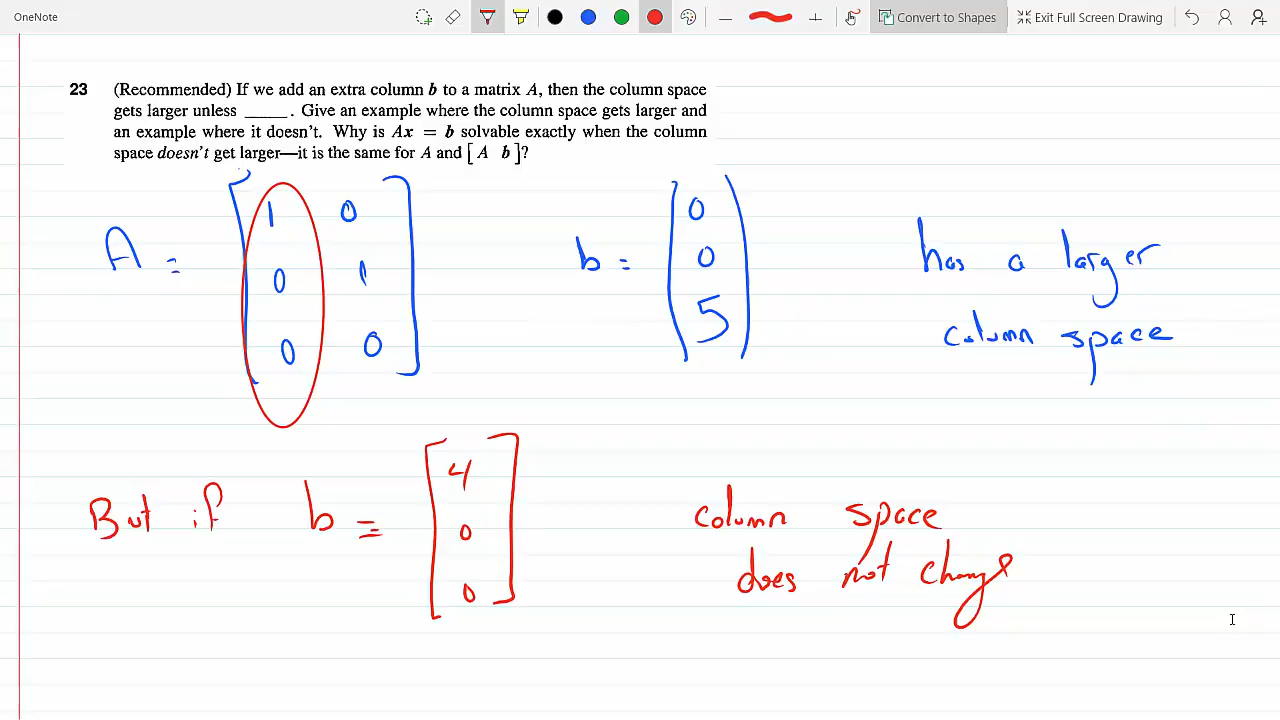 OneNote
Convert to Shapes
Exit Full Screen Drawing
23 (Recommended) If we add an extra column b to a matrix A, then the column space
gets larger unless _____ . Give an example where the column space gets larger and
an example where it doesn't. Why is Ax = b solvable exactly when the column
space doesn't get larger—it is the same for A and [ A b ]?
A = [ 1 0
0 1
0 0 ]
b = ( 0
0
5 )
has a larger
column space
But if b = [ 4
0
0 ]
column space
does not change